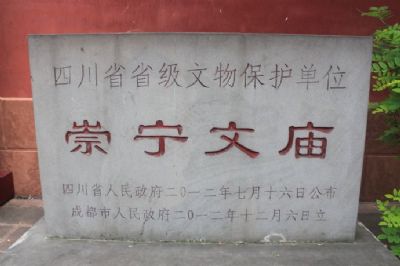 四川省省级文物保护单位
崇宁文庙
四川省人民政府二〇一二年七月十六日公布
成都市人民政府二〇一二年十二月六日立